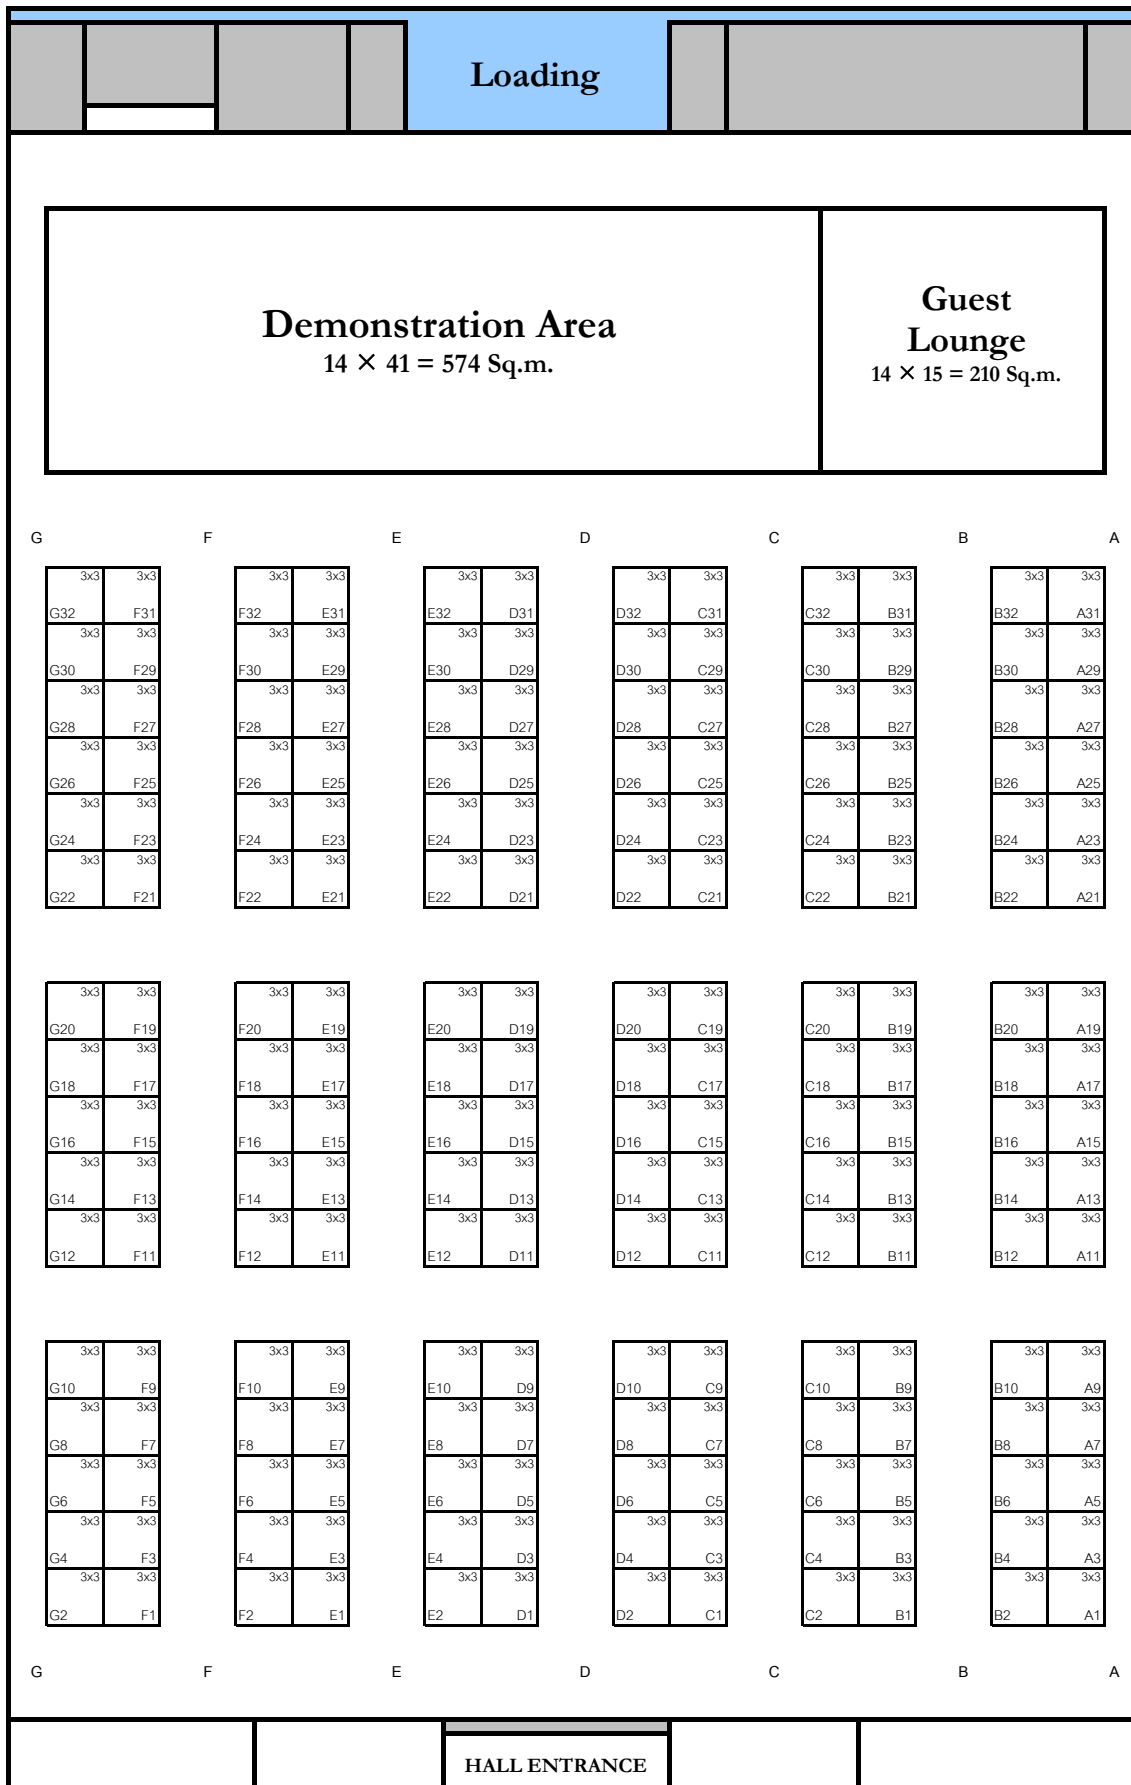 Loading
Demonstration Area
14 × 41 = 574 Sq.m.
Guest
Lounge
14 × 15 = 210 Sq.m.
G F E D C B A
3x3 3x3 3x3 3x3 3x3 3x3 3x3 3x3 3x3 3x3 3x3 3x3
G32 F31 F32 E31 E32 D31 D32 C31 C32 B31 B32 A31
3x3 3x3 3x3 3x3 3x3 3x3 3x3 3x3 3x3 3x3 3x3 3x3
G30 F29 F30 E29 E30 D29 D30 C29 C30 B29 B30 A29
3x3 3x3 3x3 3x3 3x3 3x3 3x3 3x3 3x3 3x3 3x3 3x3
G28 F27 F28 E27 E28 D27 D28 C27 C28 B27 B28 A27
3x3 3x3 3x3 3x3 3x3 3x3 3x3 3x3 3x3 3x3 3x3 3x3
G26 F25 F26 E25 E26 D25 D26 C25 C26 B25 B26 A25
3x3 3x3 3x3 3x3 3x3 3x3 3x3 3x3 3x3 3x3 3x3 3x3
G24 F23 F24 E23 E24 D23 D24 C23 C24 B23 B24 A23
3x3 3x3 3x3 3x3 3x3 3x3 3x3 3x3 3x3 3x3 3x3 3x3
G22 F21 F22 E21 E22 D21 D22 C21 C22 B21 B22 A21
3x3 3x3 3x3 3x3 3x3 3x3 3x3 3x3 3x3 3x3 3x3 3x3
G20 F19 F20 E19 E20 D19 D20 C19 C20 B19 B20 A19
3x3 3x3 3x3 3x3 3x3 3x3 3x3 3x3 3x3 3x3 3x3 3x3
G18 F17 F18 E17 E18 D17 D18 C17 C18 B17 B18 A17
3x3 3x3 3x3 3x3 3x3 3x3 3x3 3x3 3x3 3x3 3x3 3x3
G16 F15 F16 E15 E16 D15 D16 C15 C16 B15 B16 A15
3x3 3x3 3x3 3x3 3x3 3x3 3x3 3x3 3x3 3x3 3x3 3x3
G14 F13 F14 E13 E14 D13 D14 C13 C14 B13 B14 A13
3x3 3x3 3x3 3x3 3x3 3x3 3x3 3x3 3x3 3x3 3x3 3x3
G12 F11 F12 E11 E12 D11 D12 C11 C12 B11 B12 A11
3x3 3x3 3x3 3x3 3x3 3x3 3x3 3x3 3x3 3x3 3x3 3x3
G10 F9 F10 E9 E10 D9 D10 C9 C10 B9 B10 A9
3x3 3x3 3x3 3x3 3x3 3x3 3x3 3x3 3x3 3x3 3x3 3x3
G8 F7 F8 E7 E8 D7 D8 C7 C8 B7 B8 A7
3x3 3x3 3x3 3x3 3x3 3x3 3x3 3x3 3x3 3x3 3x3 3x3
G6 F5 F6 E5 E6 D5 D6 C5 C6 B5 B6 A5
3x3 3x3 3x3 3x3 3x3 3x3 3x3 3x3 3x3 3x3 3x3 3x3
G4 F3 F4 E3 E4 D3 D4 C3 C4 B3 B4 A3
3x3 3x3 3x3 3x3 3x3 3x3 3x3 3x3 3x3 3x3 3x3 3x3
G2 F1 F2 E1 E2 D1 D2 C1 C2 B1 B2 A1
G F E D C B A
HALL ENTRANCE